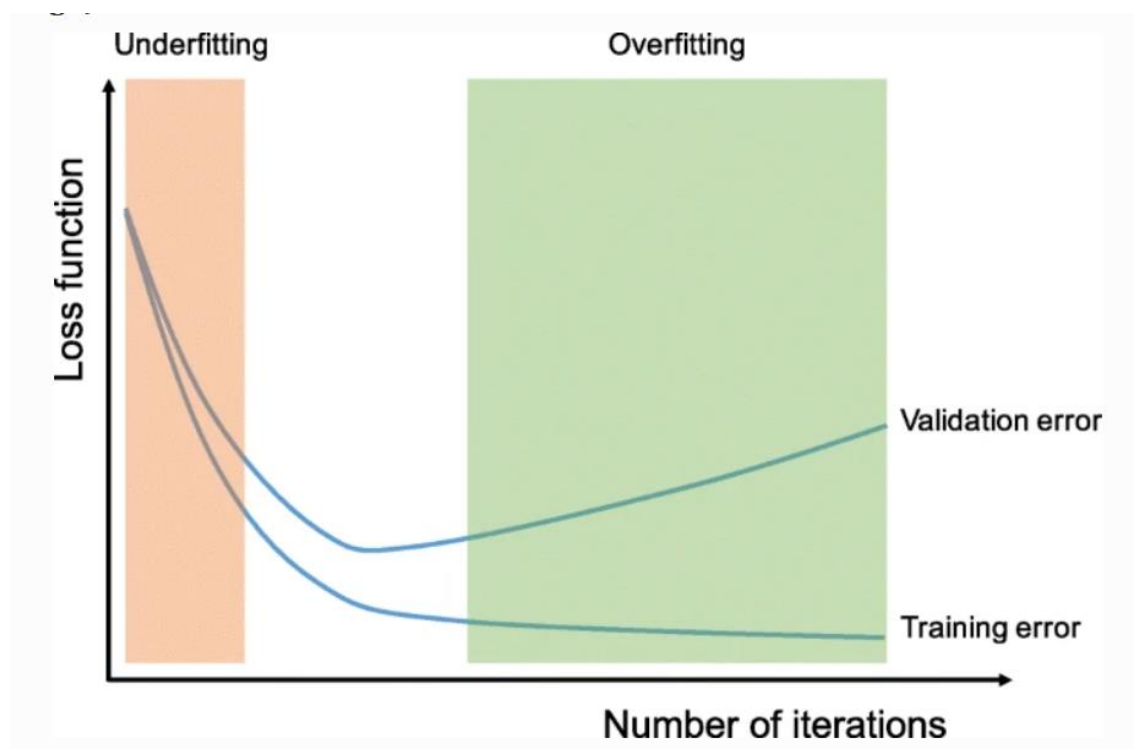 Underfitting
Overfitting
Loss function
Validation error
Training error
Number of iterations